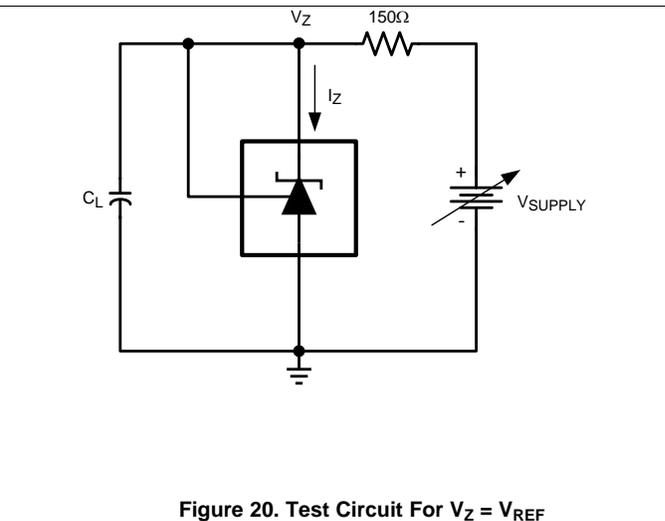 VZ
150Ω
IZ
CL
+
VSUPPLY
-
Figure 20. Test Circuit For VZ = VREF